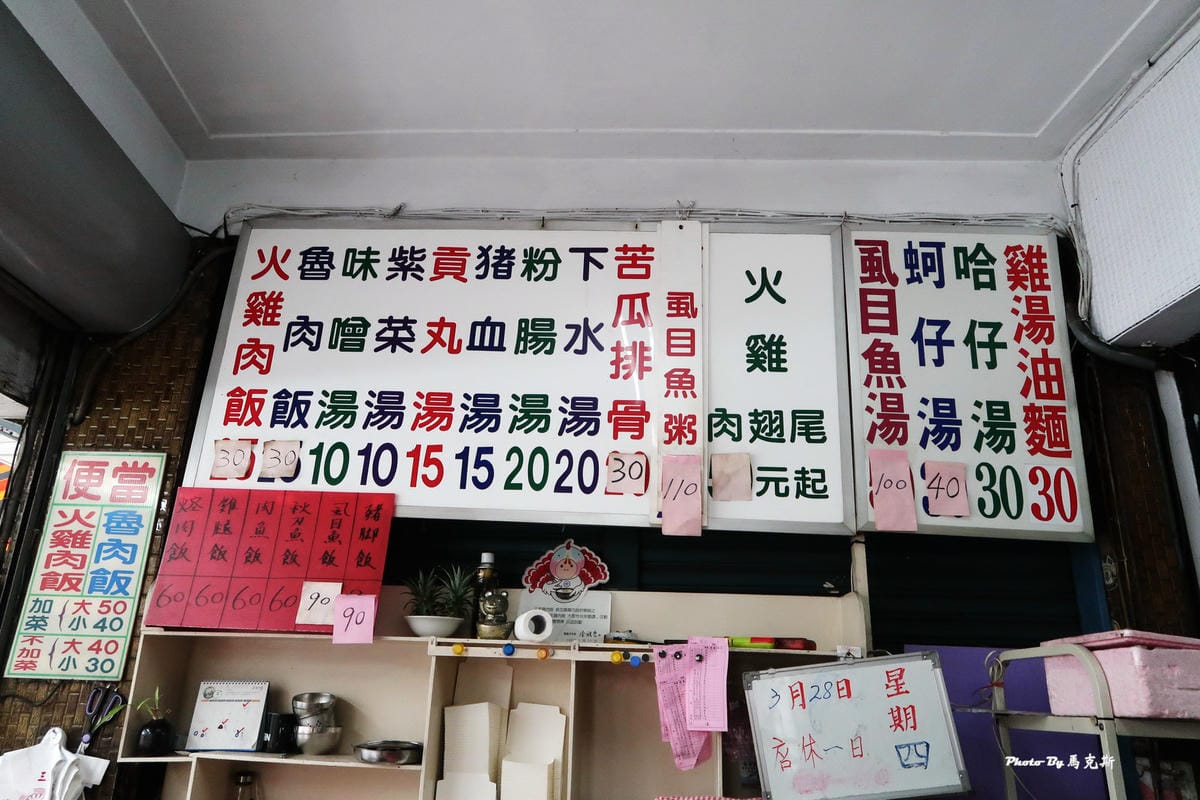 火雞肉飯 30
魯肉飯 30
味噌湯 10
紫菜湯 10
貢丸湯 15
猪血湯 15
粉腸湯 20
下水湯 20
苦瓜排骨 30
虱目魚粥 110
火雞
肉翅尾
元起
虱目魚湯 100
蚵仔湯 40
哈仔湯 30
雞湯油麵 30
便當
火雞肉飯
魯肉飯
加菜 大50 小40
不加菜 大40 小30
焢肉飯 60
雞腿飯 60
肉魚飯 60
秋刀魚飯 60
虱目魚飯 90
豬脚飯 90
3月28日 星期四
店休一日
Photo By 馬克斯